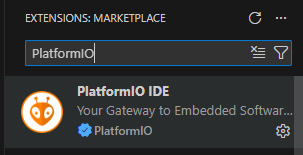 EXTENSIONS: MARKETPLACE
PlatformIO
PlatformIO IDE
Your Gateway to Embedded Softwar...
PlatformIO